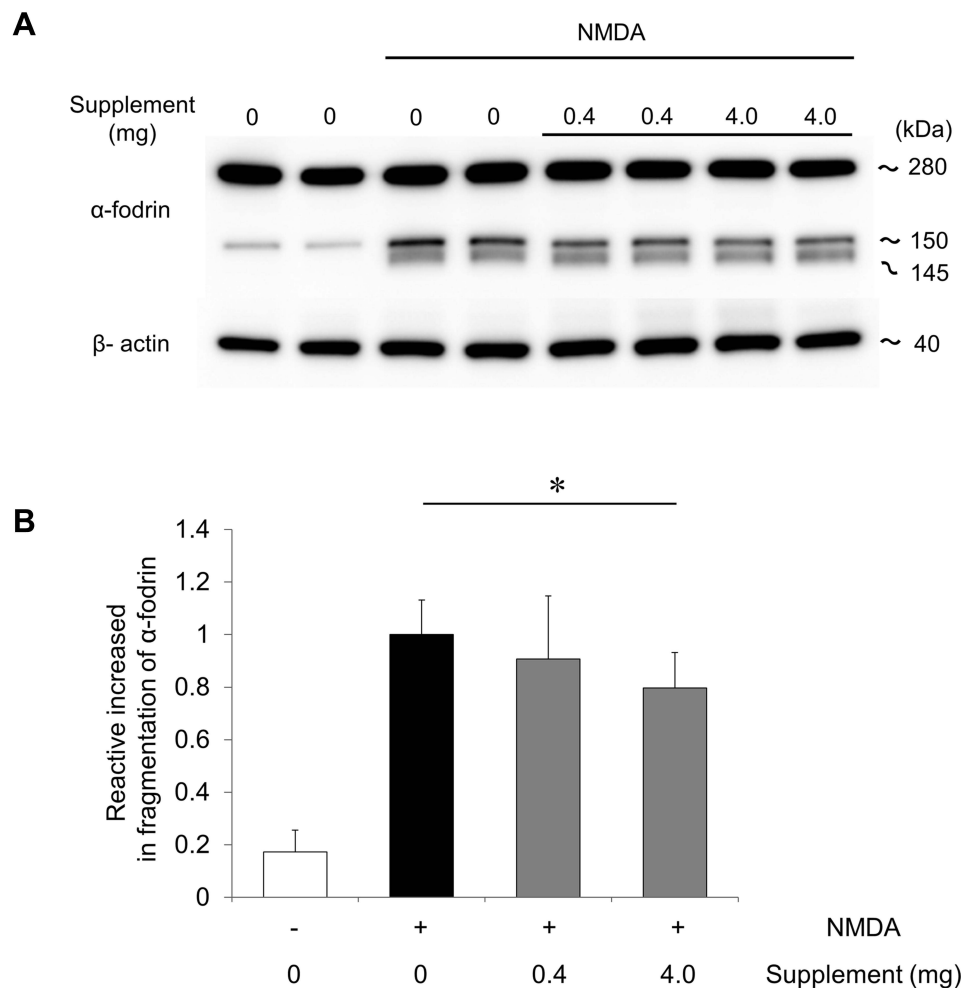 A
NMDA
Supplement
(mg)
0 0 0 0 0.4 0.4 4.0 4.0
(kDa)
~ 280
α-fodrin
~ 150
~ 145
β- actin
~ 40
B
*
Reactive increased
in fragmentation of α-fodrin
1.4
1.2
1
0.8
0.6
0.4
0.2
0
- + + + NMDA
0 0 0.4 4.0 Supplement (mg)